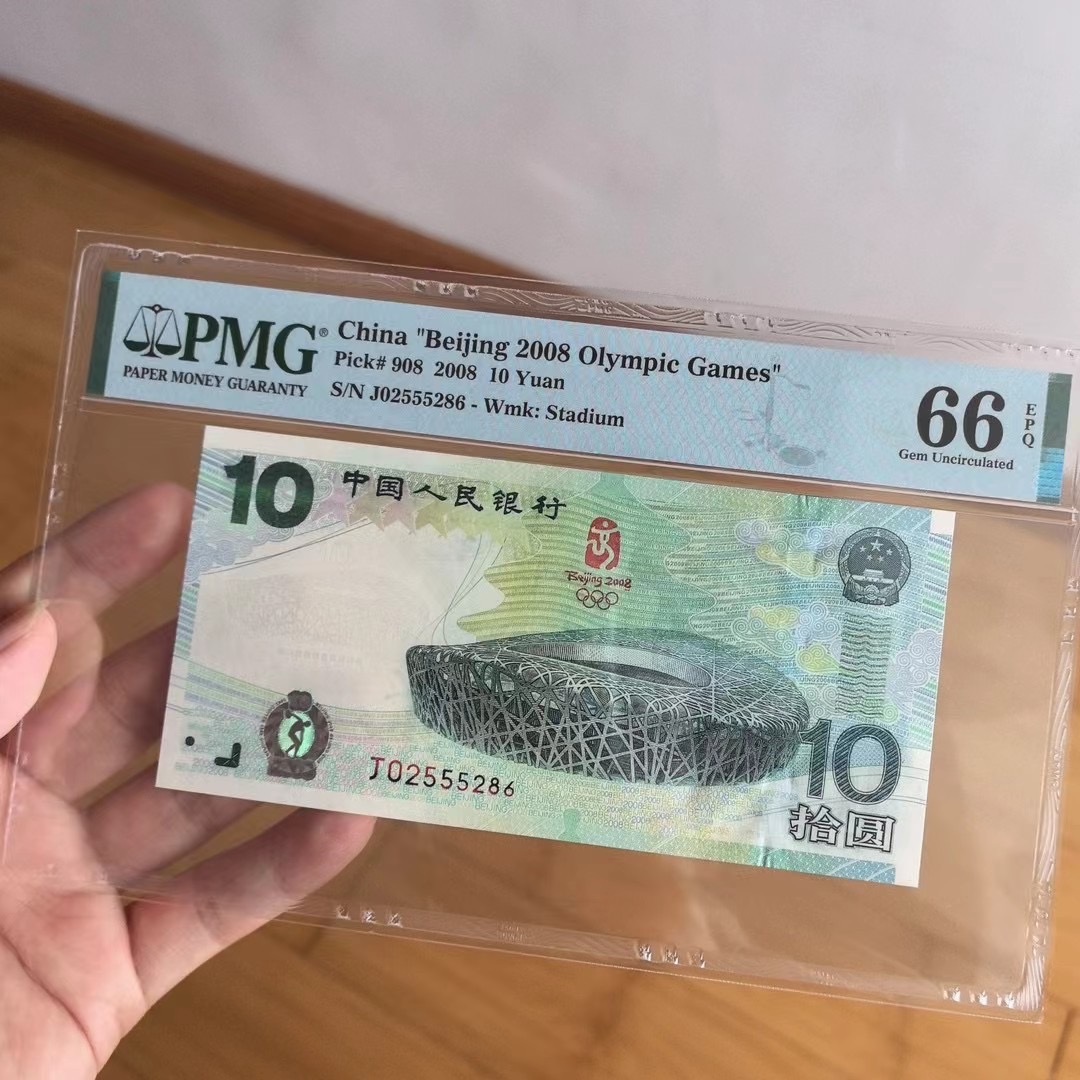 PMG®
PAPER MONEY GUARANTY
China "Beijing 2008 Olympic Games"
Pick# 908 2008 10 Yuan
S/N J02555286 - Wmk: Stadium
66
EPQ
Gem Uncirculated
10
中国人民银行
Beijing 2008
J02555286
10
拾圆